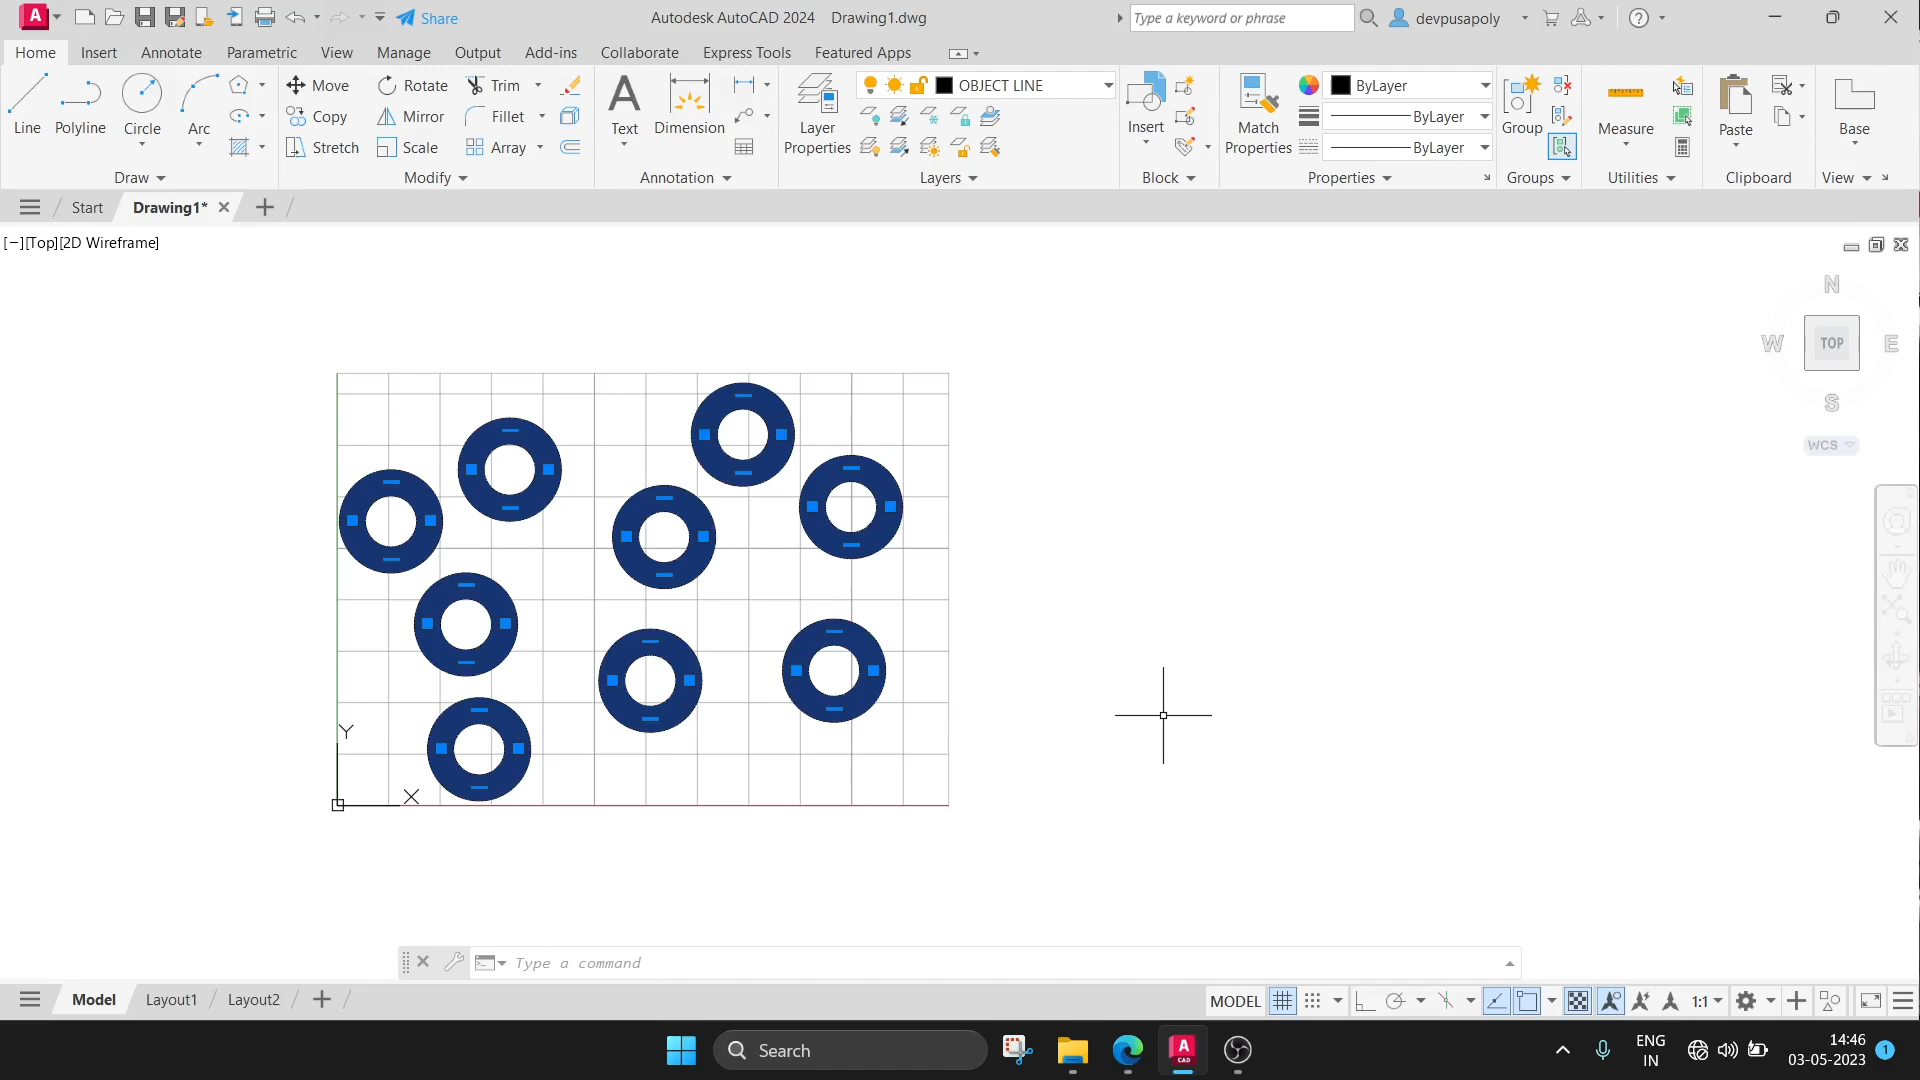 A Share Autodesk AutoCAD 2024 Drawing1.dwg Type a keyword or phrase devpusapoly
Home Insert Annotate Parametric View Manage Output Add-ins Collaborate Express Tools Featured Apps
Move Rotate Trim OBJECT LINE ByLayer
Line Polyline Circle Arc Copy Mirror Fillet Text Dimension Layer Properties Insert Match Properties ByLayer Group Measure Paste Base
Stretch Scale Array ByLayer
Draw Modify Annotation Layers Block Properties Groups Utilities Clipboard View
Start Drawing1*
[−][Top][2D Wireframe]
N
W TOP E
S
WCS
Y
X
Type a command
Model Layout1 Layout2 MODEL 1:1
Search A CAD ENG IN 14:46 03-05-2023 1